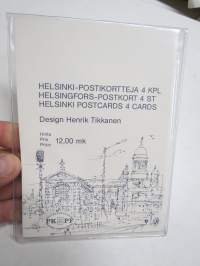 HELSINKI-POSTIKORTTEJA 4 KPL
HELSINGFORS-POSTKORT 4 ST
HELSINKI POSTCARDS 4 CARDS
Design Henrik Tikkanen
Hinta
Pris
Price
12,00 mk